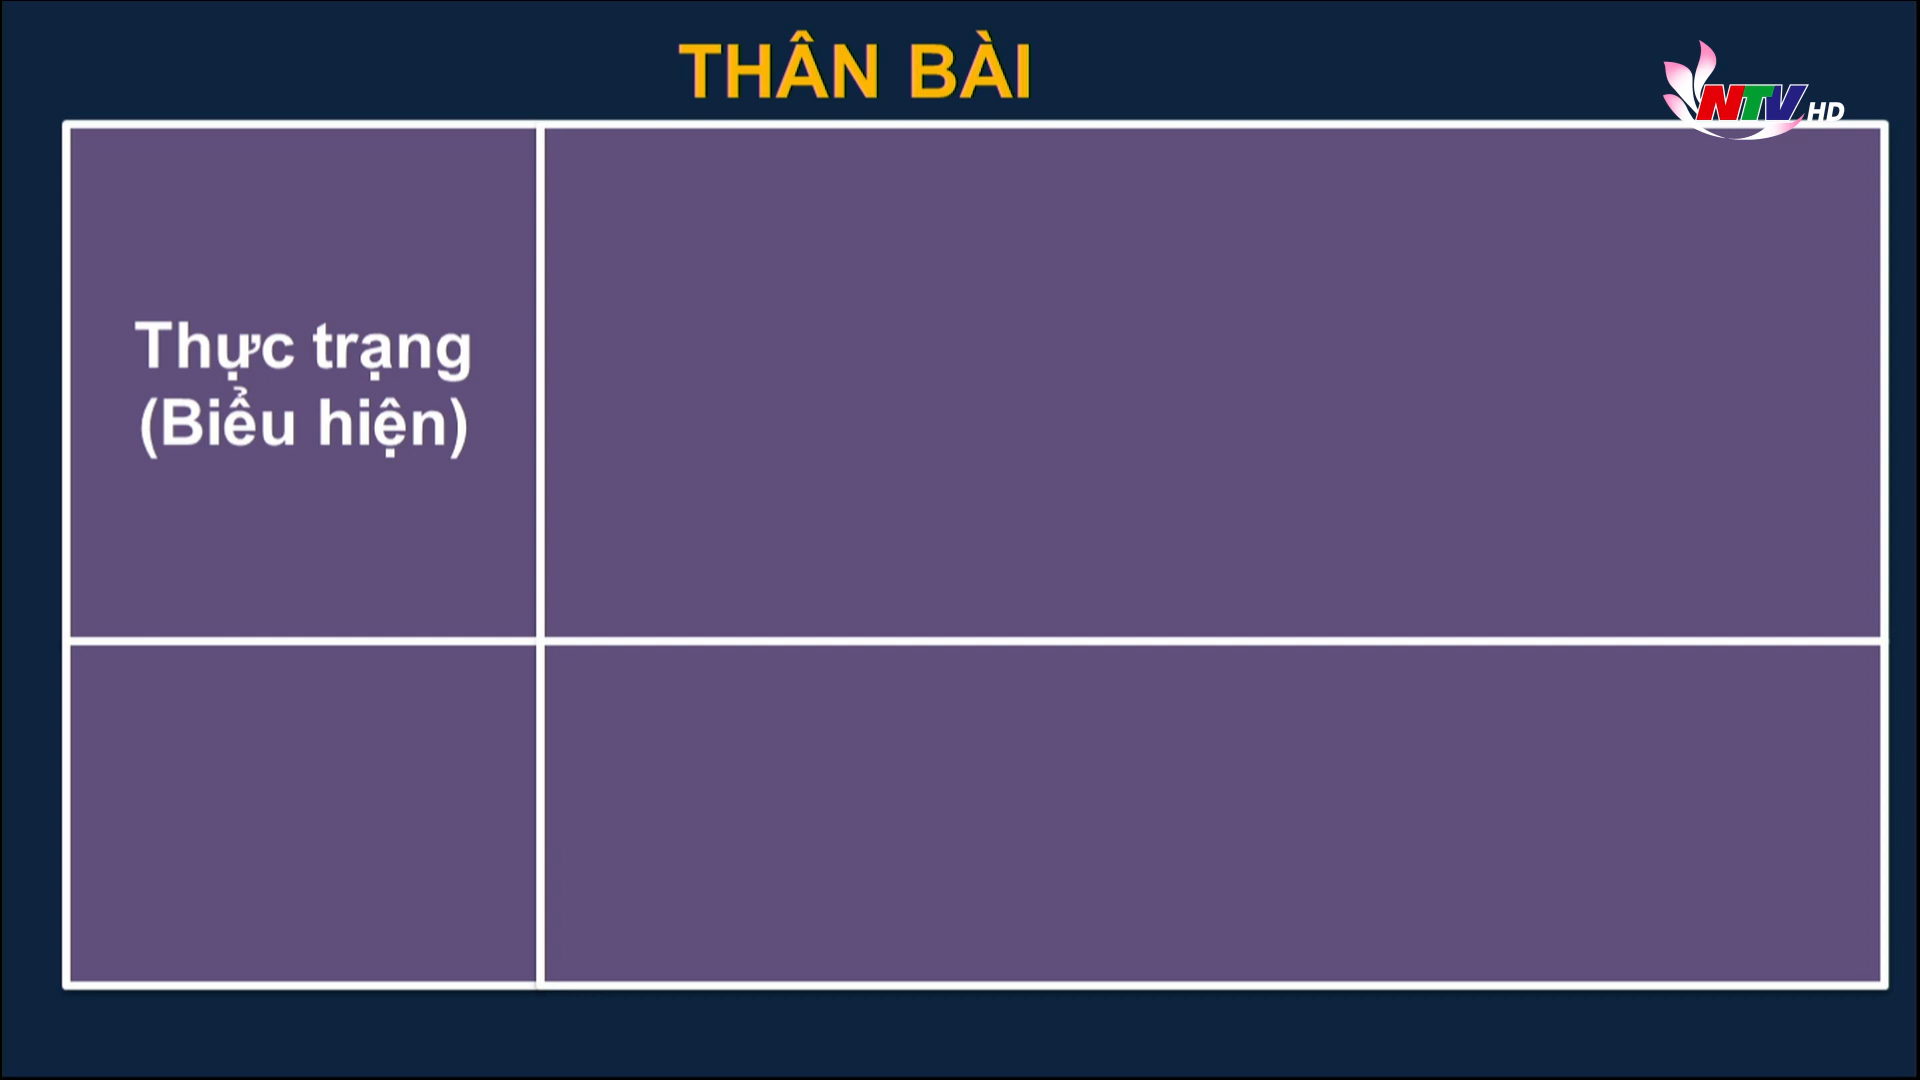 THÂN BÀI
NTV HD
Thực trạng
(Biểu hiện)